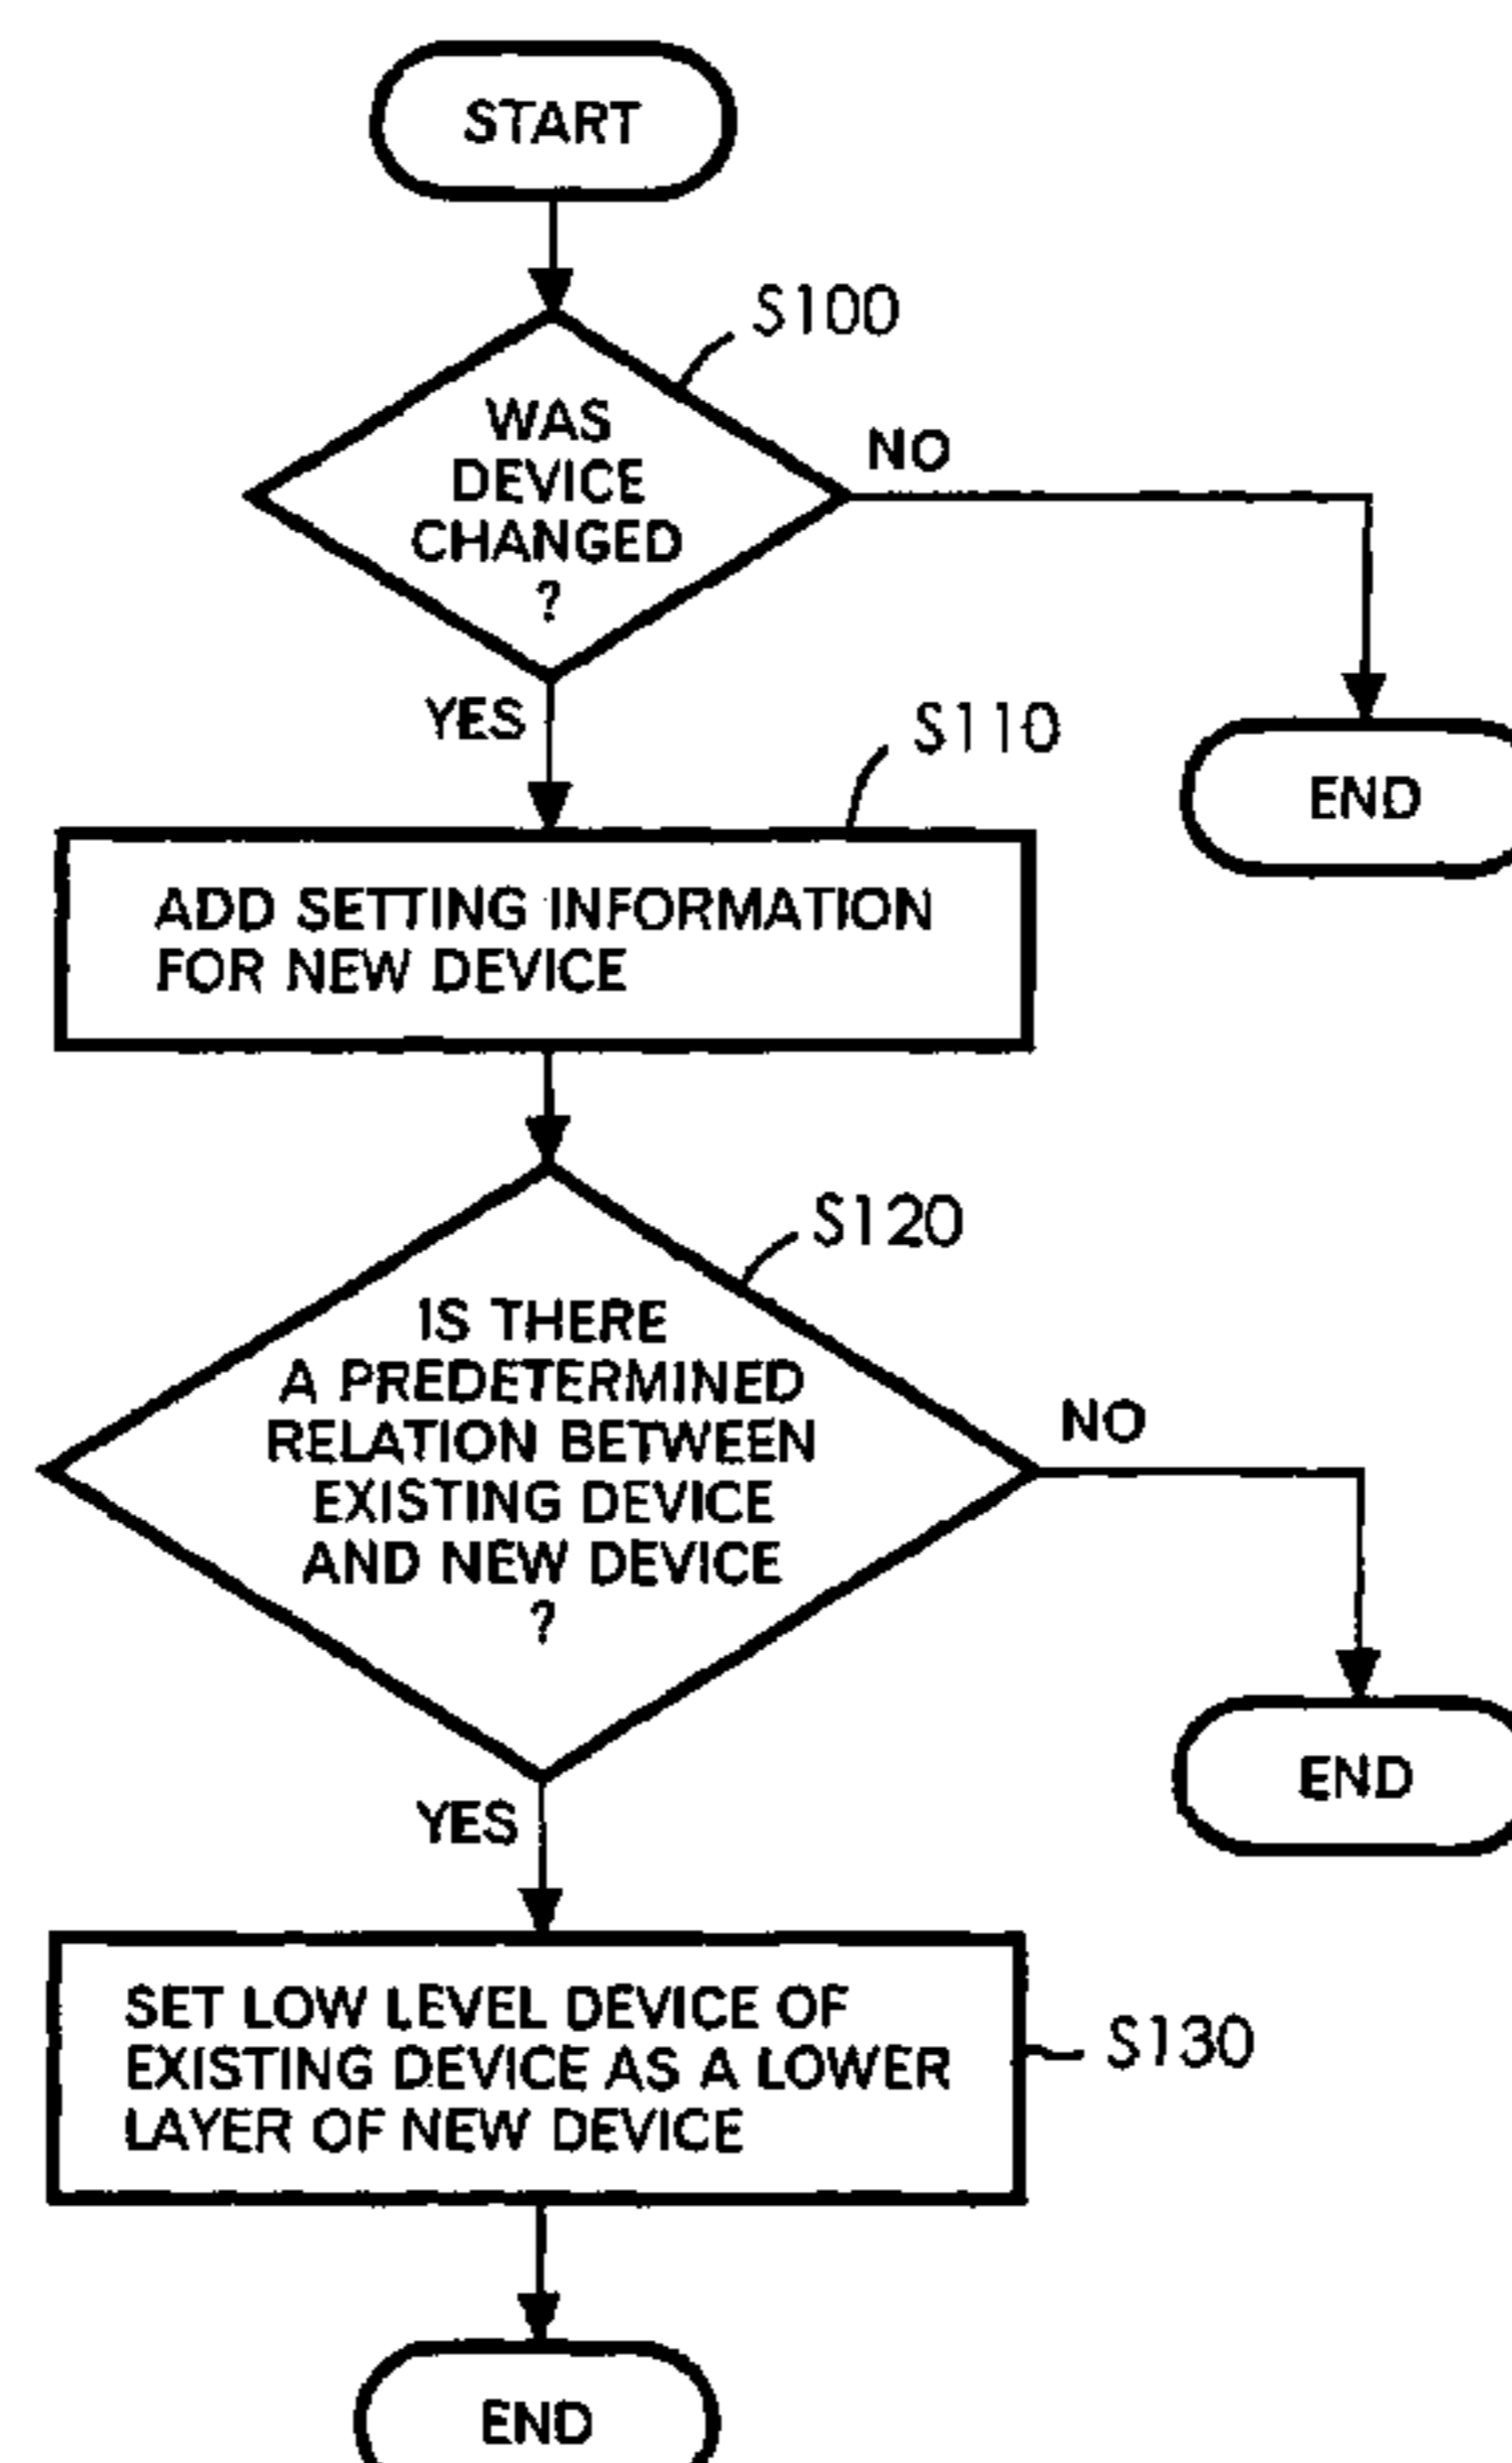 START
S100
WAS
DEVICE
CHANGED
?
NO
YES
S110
END
ADD SETTING INFORMATION
FOR NEW DEVICE
S120
IS THERE
A PREDETERMINED
RELATION BETWEEN
EXISTING DEVICE
AND NEW DEVICE
?
NO
END
YES
SET LOW LEVEL DEVICE OF
EXISTING DEVICE AS A LOWER
LAYER OF NEW DEVICE
S130
END